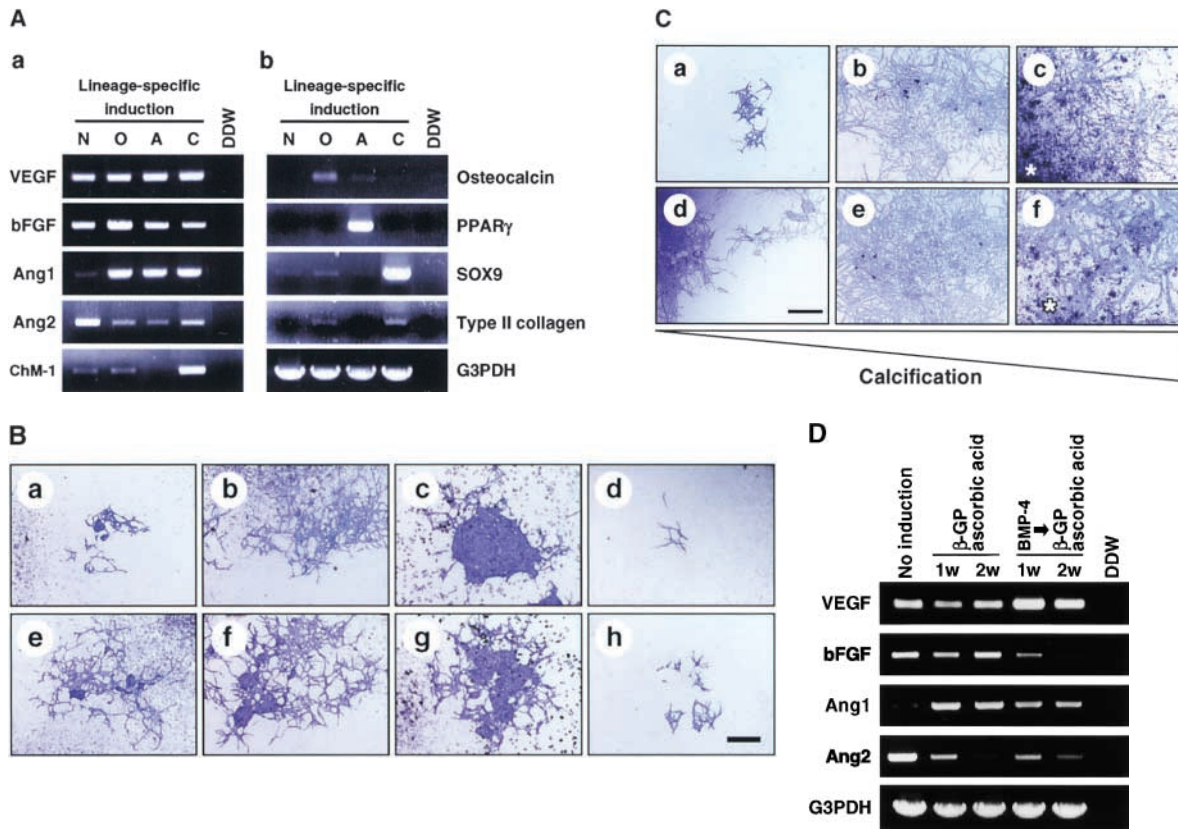 A
a
Lineage-specific
induction
N O A C DDW
VEGF
bFGF
Ang1
Ang2
ChM-1
b
Lineage-specific
induction
N O A C DDW
Osteocalcin
PPARγ
SOX9
Type II collagen
G3PDH
B
a b c d
e f g h
C
a b c
*
d e f
*
Calcification
D
No induction
β-GP
ascorbic acid
BMP-4 ➡ β-GP
ascorbic acid
DDW
1w 2w 1w 2w
VEGF
bFGF
Ang1
Ang2
G3PDH